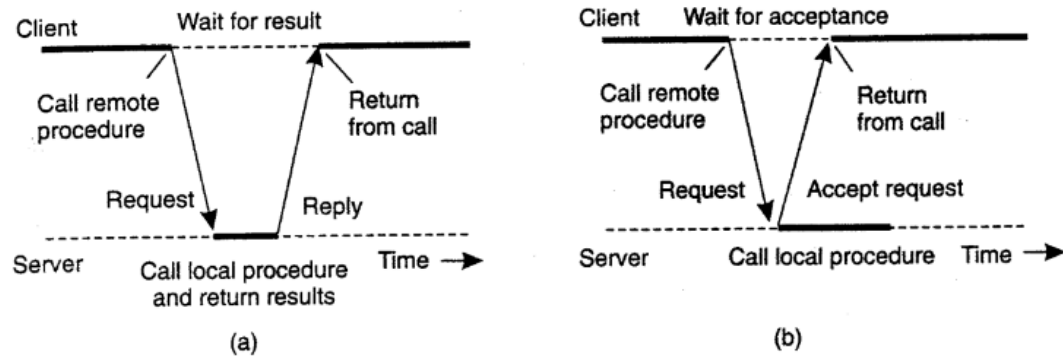 Client
Wait for result
Call remote
procedure
Return
from call
Request
Reply
Server
Call local procedure
and return results
Time
(a)
Client
Wait for acceptance
Call remote
procedure
Return
from call
Request
Accept request
Server
Call local procedure
Time
(b)